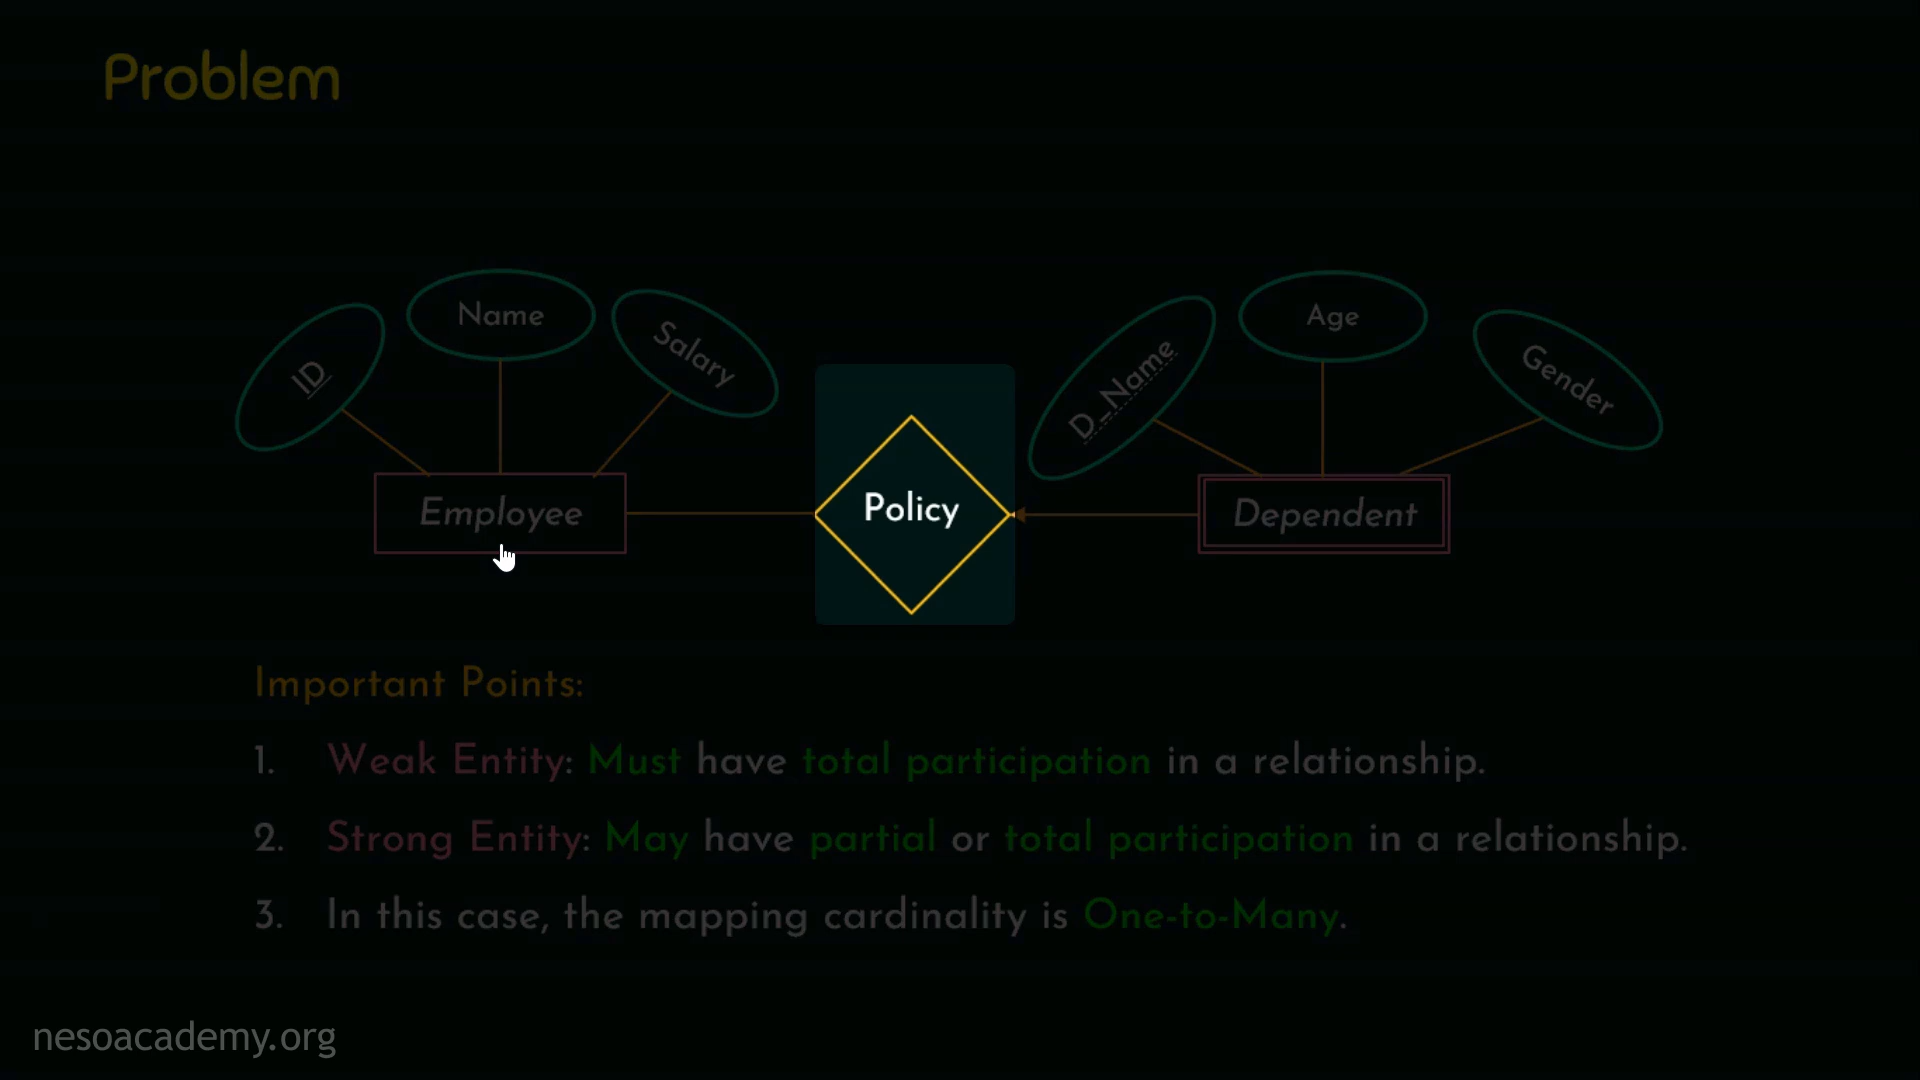 Problem
Name
Age
ID
Salary
D_Name
Gender
Employee
Policy
Dependent
Important Points:
1. Weak Entity: Must have total participation in a relationship.
2. Strong Entity: May have partial or total participation in a relationship.
3. In this case, the mapping cardinality is One-to-Many.
nesoacademy.org